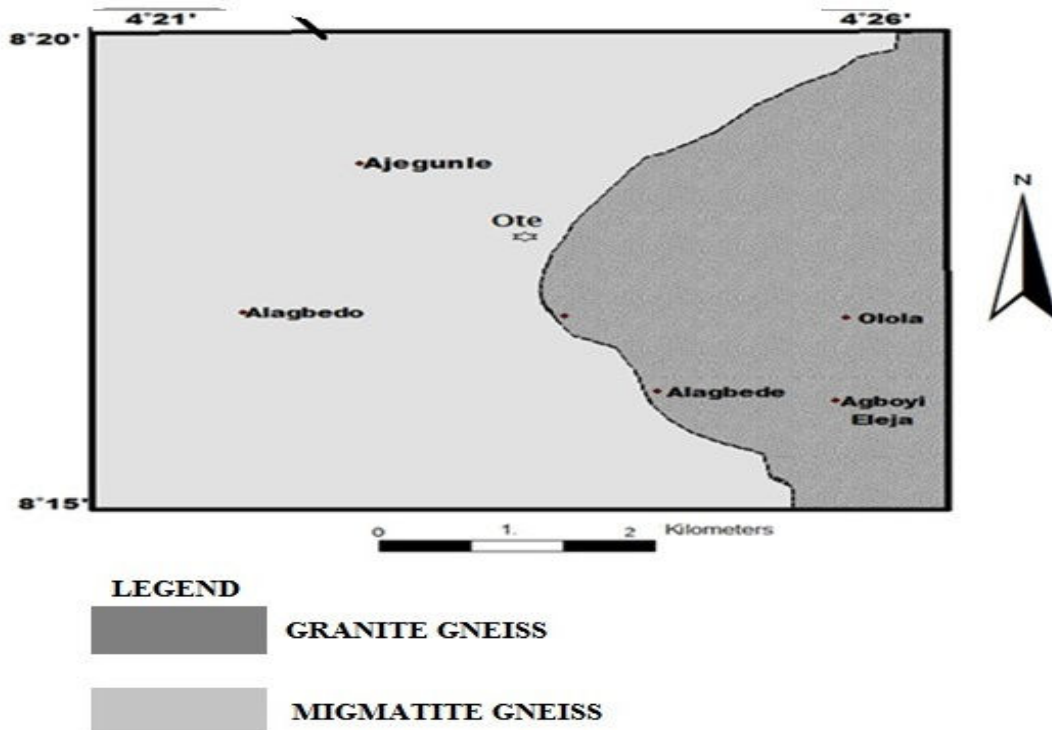 4°21' 4°26'
8°20'
Ajegunle
Ote
Alagbedo
Olola
Alagbede
Agboyi
Eleja
8°15'
N
0 1. 2 Kilometers
LEGEND
GRANITE GNEISS
MIGMATITE GNEISS